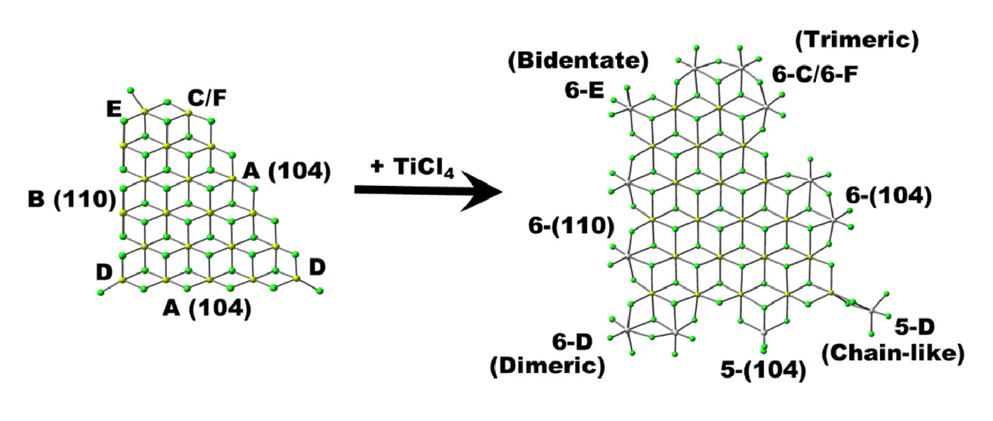 E
C/F
A (104)
B (110)
D
D
A (104)
+ TiCl4
(Bidentate)
6-E
(Trimeric)
6-C/6-F
6-(104)
6-(110)
6-D
(Dimeric)
5-(104)
5-D
(Chain-like)